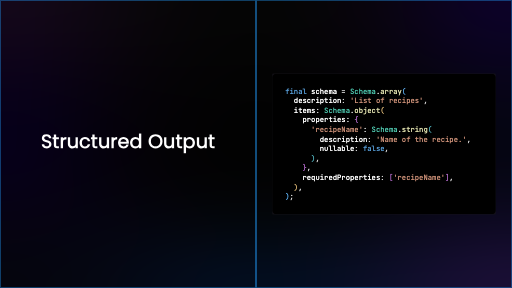 Structured Output
final schema = Schema.array(
  description: 'List of recipes',
  items: Schema.object(
    properties: {
      'recipeName': Schema.string(
        description: 'Name of the recipe.',
        nullable: false,
      ),
    },
    requiredProperties: ['recipeName'],
  ),
);